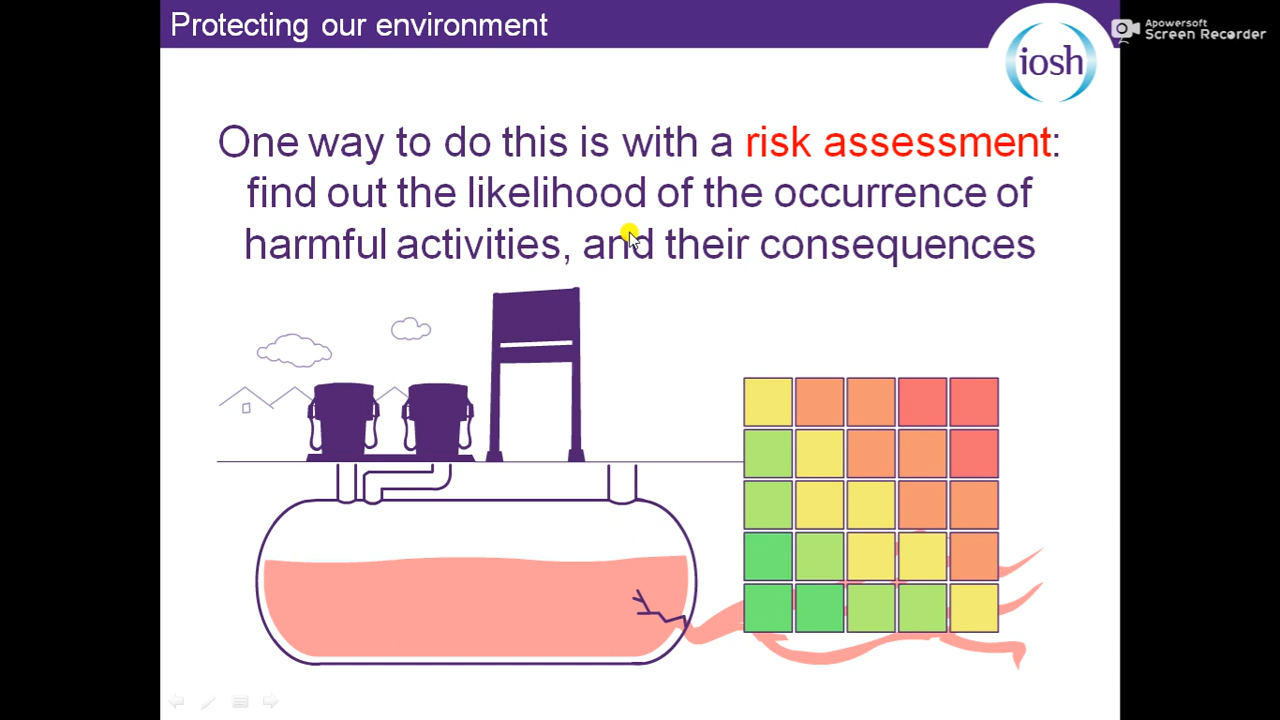 Protecting our environment
iosh
Apowersoft
Screen Recorder
One way to do this is with a risk assessment:
find out the likelihood of the occurrence of
harmful activities, and their consequences